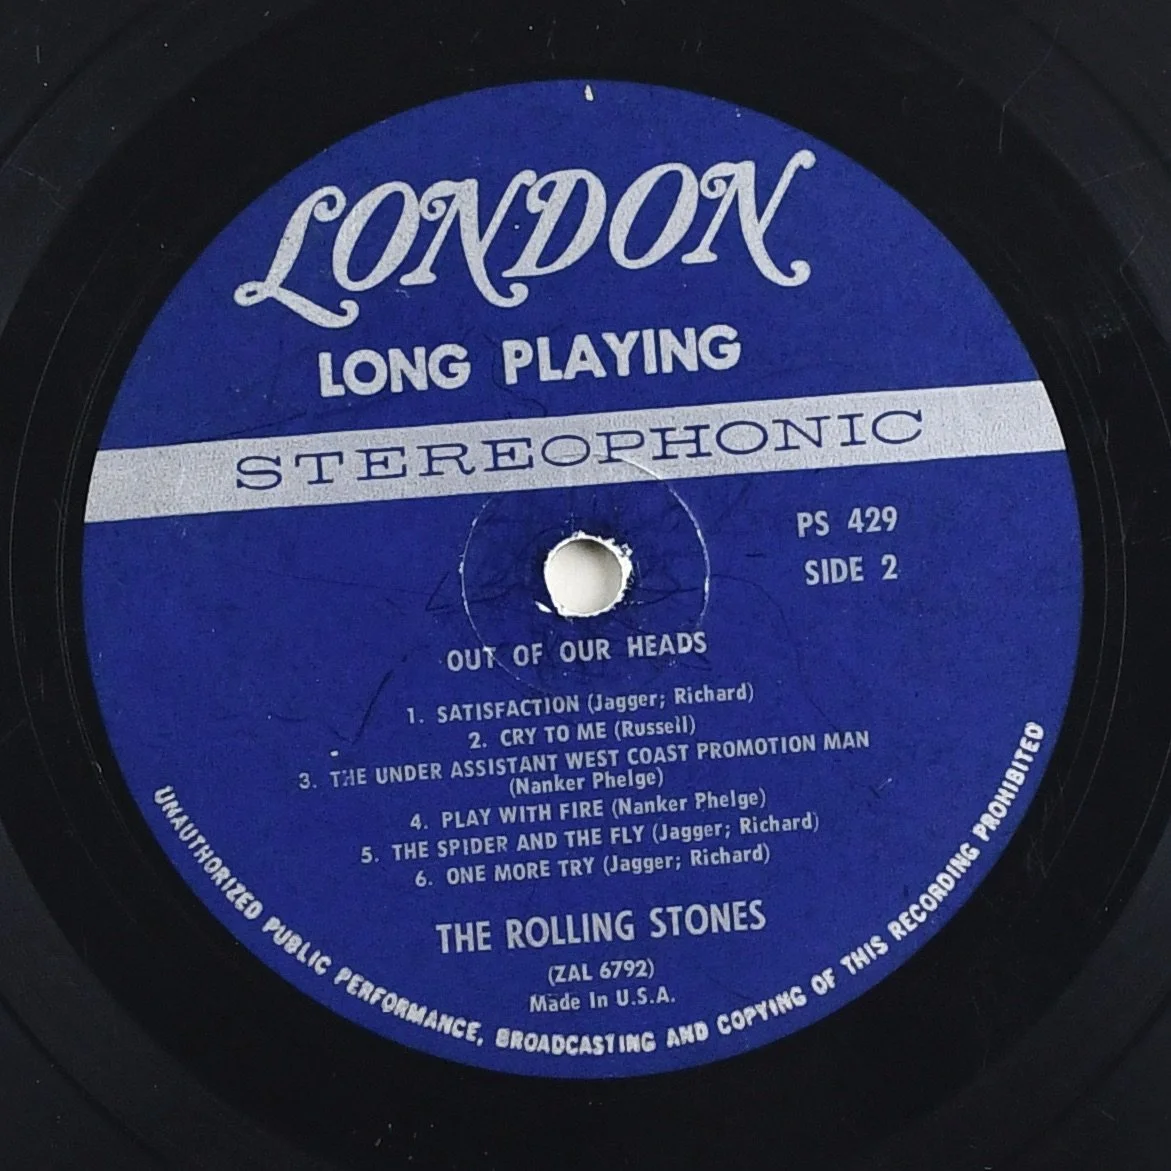 LONDON
LONG PLAYING
STEREOPHONIC
PS 429
SIDE 2
OUT OF OUR HEADS
1. SATISFACTION (Jagger; Richard)
2. CRY TO ME (Russell)
3. THE UNDER ASSISTANT WEST COAST PROMOTION MAN
(Nanker Phelge)
4. PLAY WITH FIRE (Nanker Phelge)
5. THE SPIDER AND THE FLY (Jagger; Richard)
6. ONE MORE TRY (Jagger; Richard)
THE ROLLING STONES
(ZAL 6792)
Made In U.S.A.
UNAUTHORIZED PUBLIC PERFORMANCE, BROADCASTING AND COPYING OF THIS RECORDING PROHIBITED